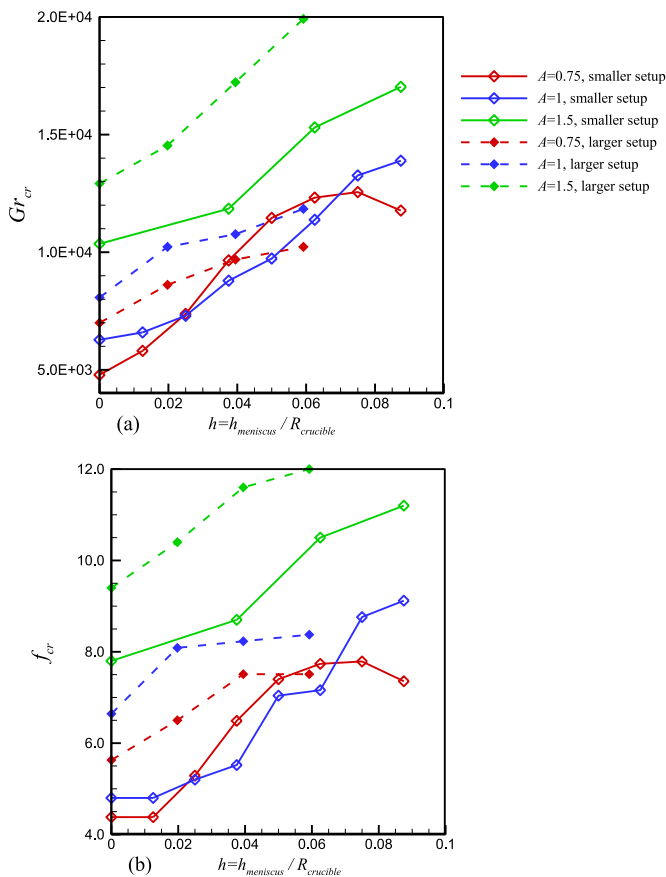 2.0E+04
1.5E+04
1.0E+04
5.0E+03
Gr_cr
0 0.02 0.04 0.06 0.08 0.1
(a) h=h_meniscus / R_crucible
A=0.75, smaller setup
A=1, smaller setup
A=1.5, smaller setup
A=0.75, larger setup
A=1, larger setup
A=1.5, larger setup
12.0
10.0
8.0
6.0
4.0
f_cr
0 0.02 0.04 0.06 0.08 0.1
(b) h=h_meniscus / R_crucible